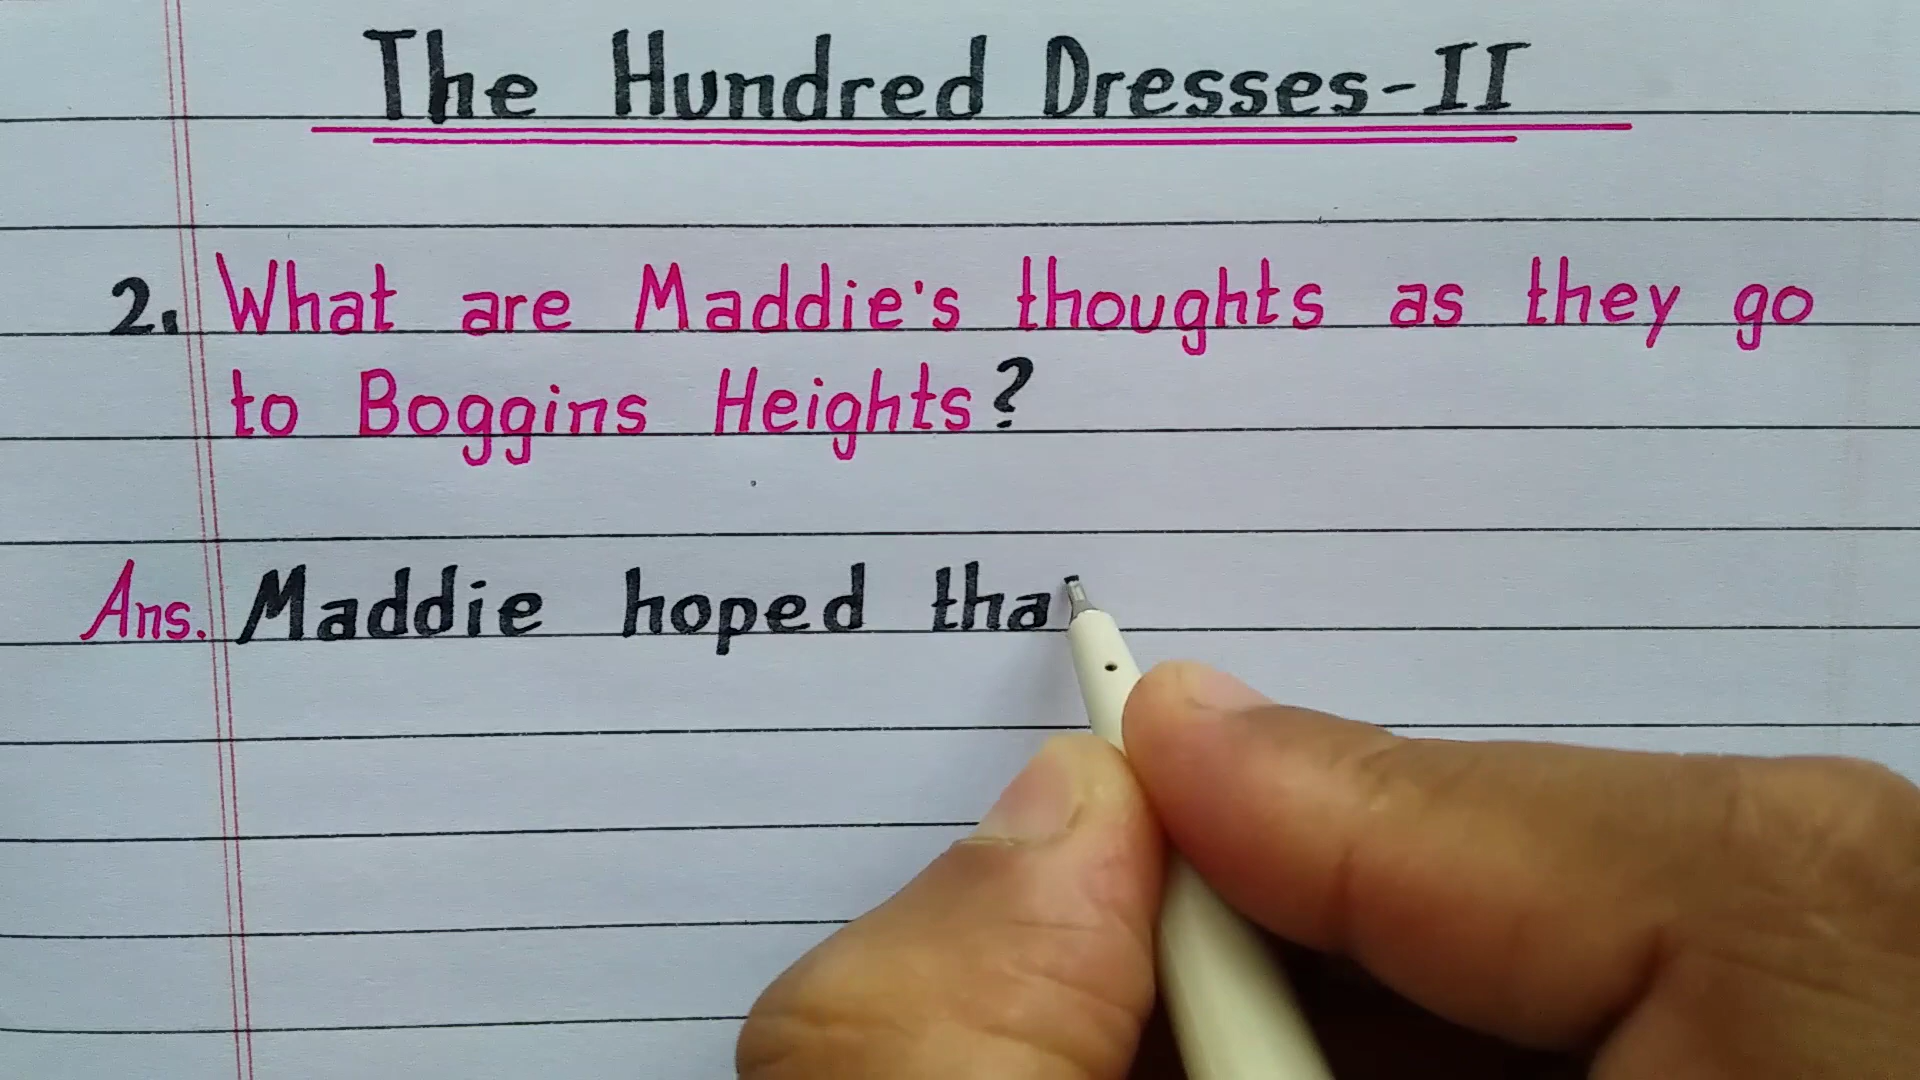 The Hundred Dresses-II
2. What are Maddie's thoughts as they go
to Boggins Heights?
Ans. Maddie hoped tha